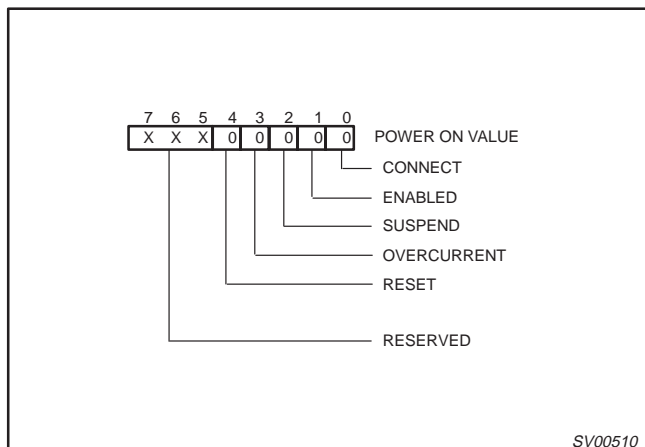 7 6 5 4 3 2 1 0
X X X 0 0 0 0 0 POWER ON VALUE
CONNECT
ENABLED
SUSPEND
OVERCURRENT
RESET
RESERVED
SV00510